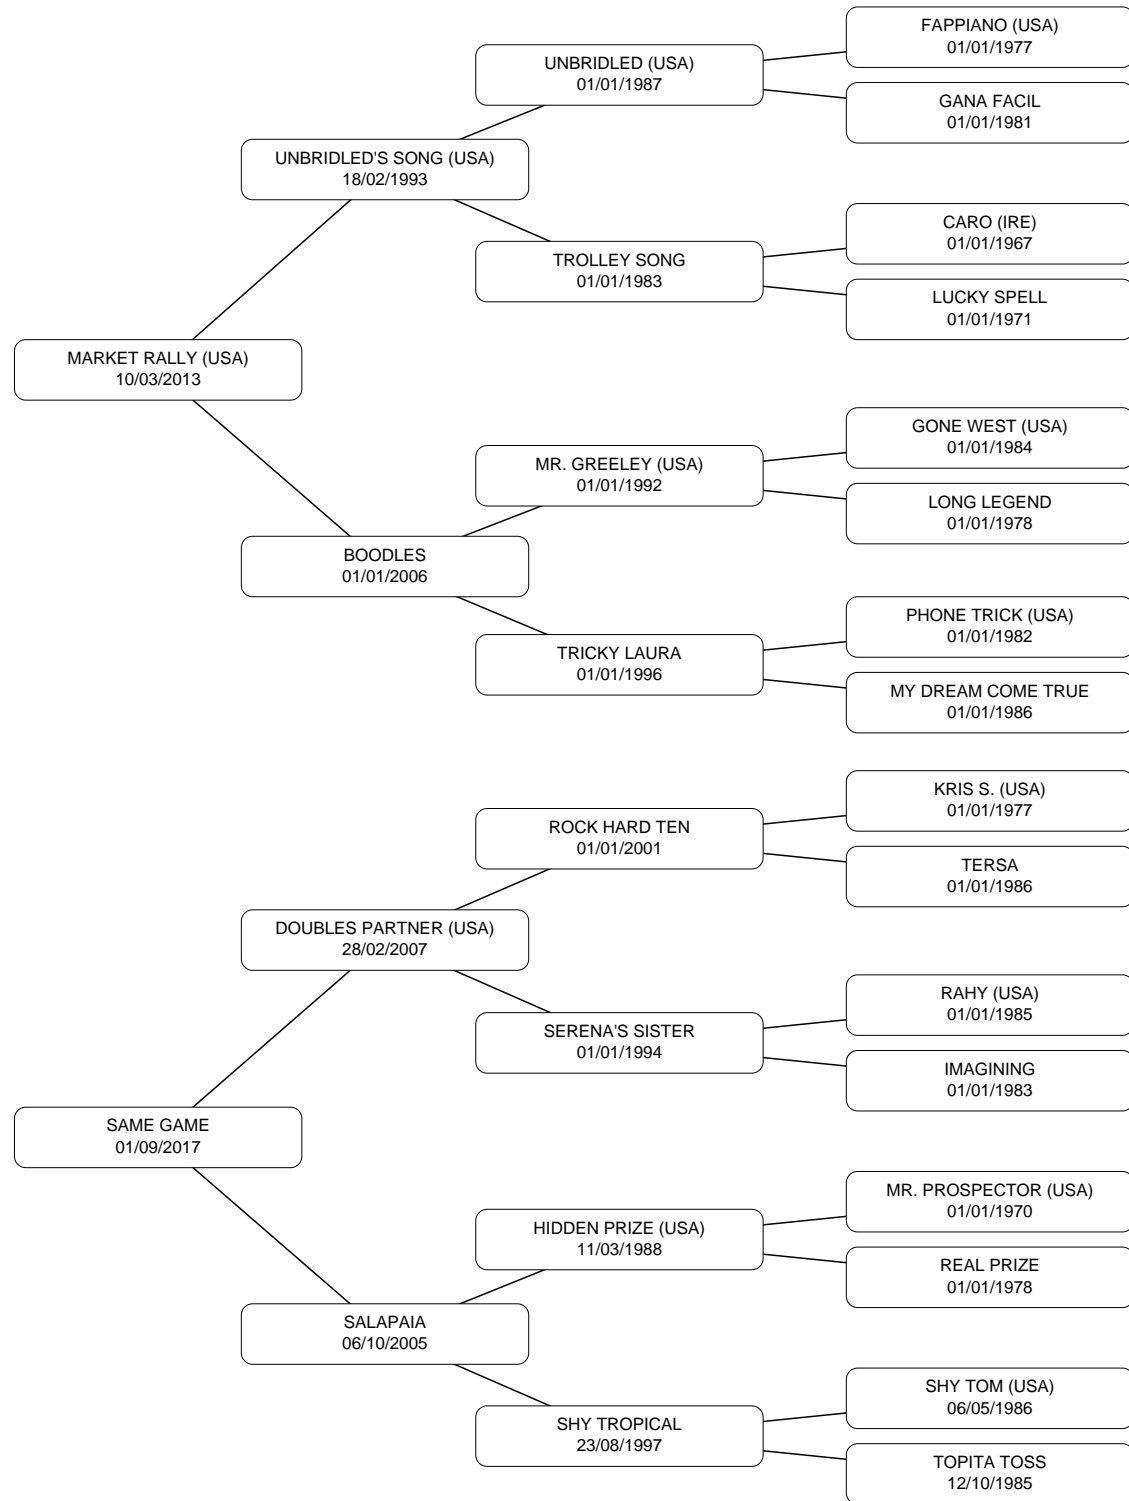 FAPPIANO (USA)
01/01/1977
UNBRIDLED (USA)
01/01/1987
GANA FACIL
01/01/1981
UNBRIDLED'S SONG (USA)
18/02/1993
CARO (IRE)
01/01/1967
TROLLEY SONG
01/01/1983
LUCKY SPELL
01/01/1971
MARKET RALLY (USA)
10/03/2013
GONE WEST (USA)
01/01/1984
MR. GREELEY (USA)
01/01/1992
LONG LEGEND
01/01/1978
BOODLES
01/01/2006
PHONE TRICK (USA)
01/01/1982
TRICKY LAURA
01/01/1996
MY DREAM COME TRUE
01/01/1986
KRIS S. (USA)
01/01/1977
ROCK HARD TEN
01/01/2001
TERSA
01/01/1986
DOUBLES PARTNER (USA)
28/02/2007
RAHY (USA)
01/01/1985
SERENA'S SISTER
01/01/1994
IMAGINING
01/01/1983
SAME GAME
01/09/2017
MR. PROSPECTOR (USA)
01/01/1970
HIDDEN PRIZE (USA)
11/03/1988
REAL PRIZE
01/01/1978
SALAPAIA
06/10/2005
SHY TOM (USA)
06/05/1986
SHY TROPICAL
23/08/1997
TOPITA TOSS
12/10/1985